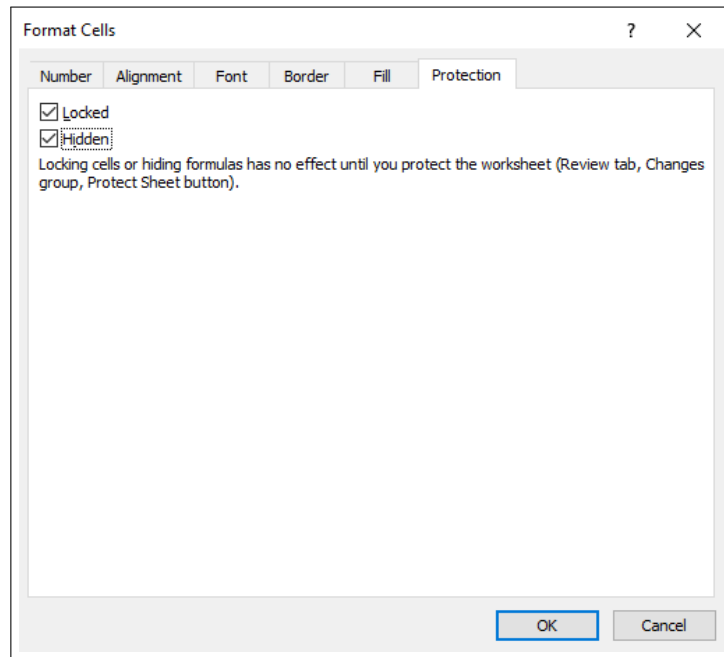 Format Cells ?
Number Alignment Font Border Fill Protection
Locked
Hidden
Locking cells or hiding formulas has no effect until you protect the worksheet (Review tab, Changes
group, Protect Sheet button).
OK Cancel